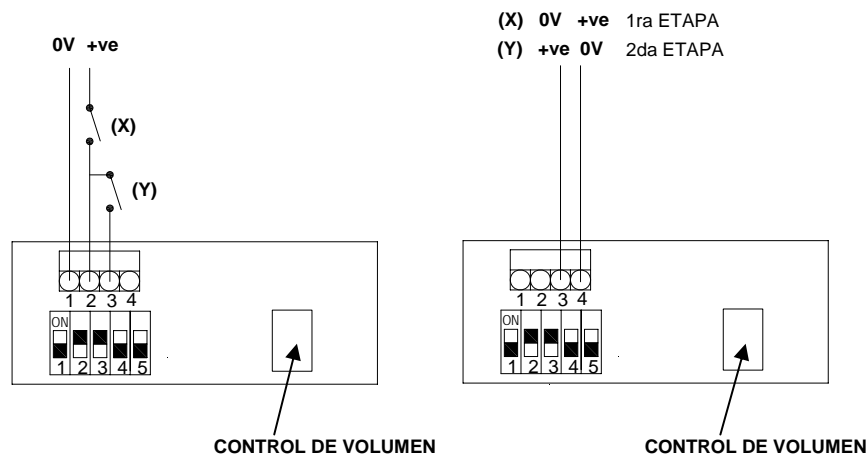 (X) 0V +ve 1ra ETAPA
(Y) +ve 0V 2da ETAPA
0V +ve
(X)
(Y)
1 2 3 4
ON
1 2 3 4 5
CONTROL DE VOLUMEN
1 2 3 4
ON
1 2 3 4 5
CONTROL DE VOLUMEN